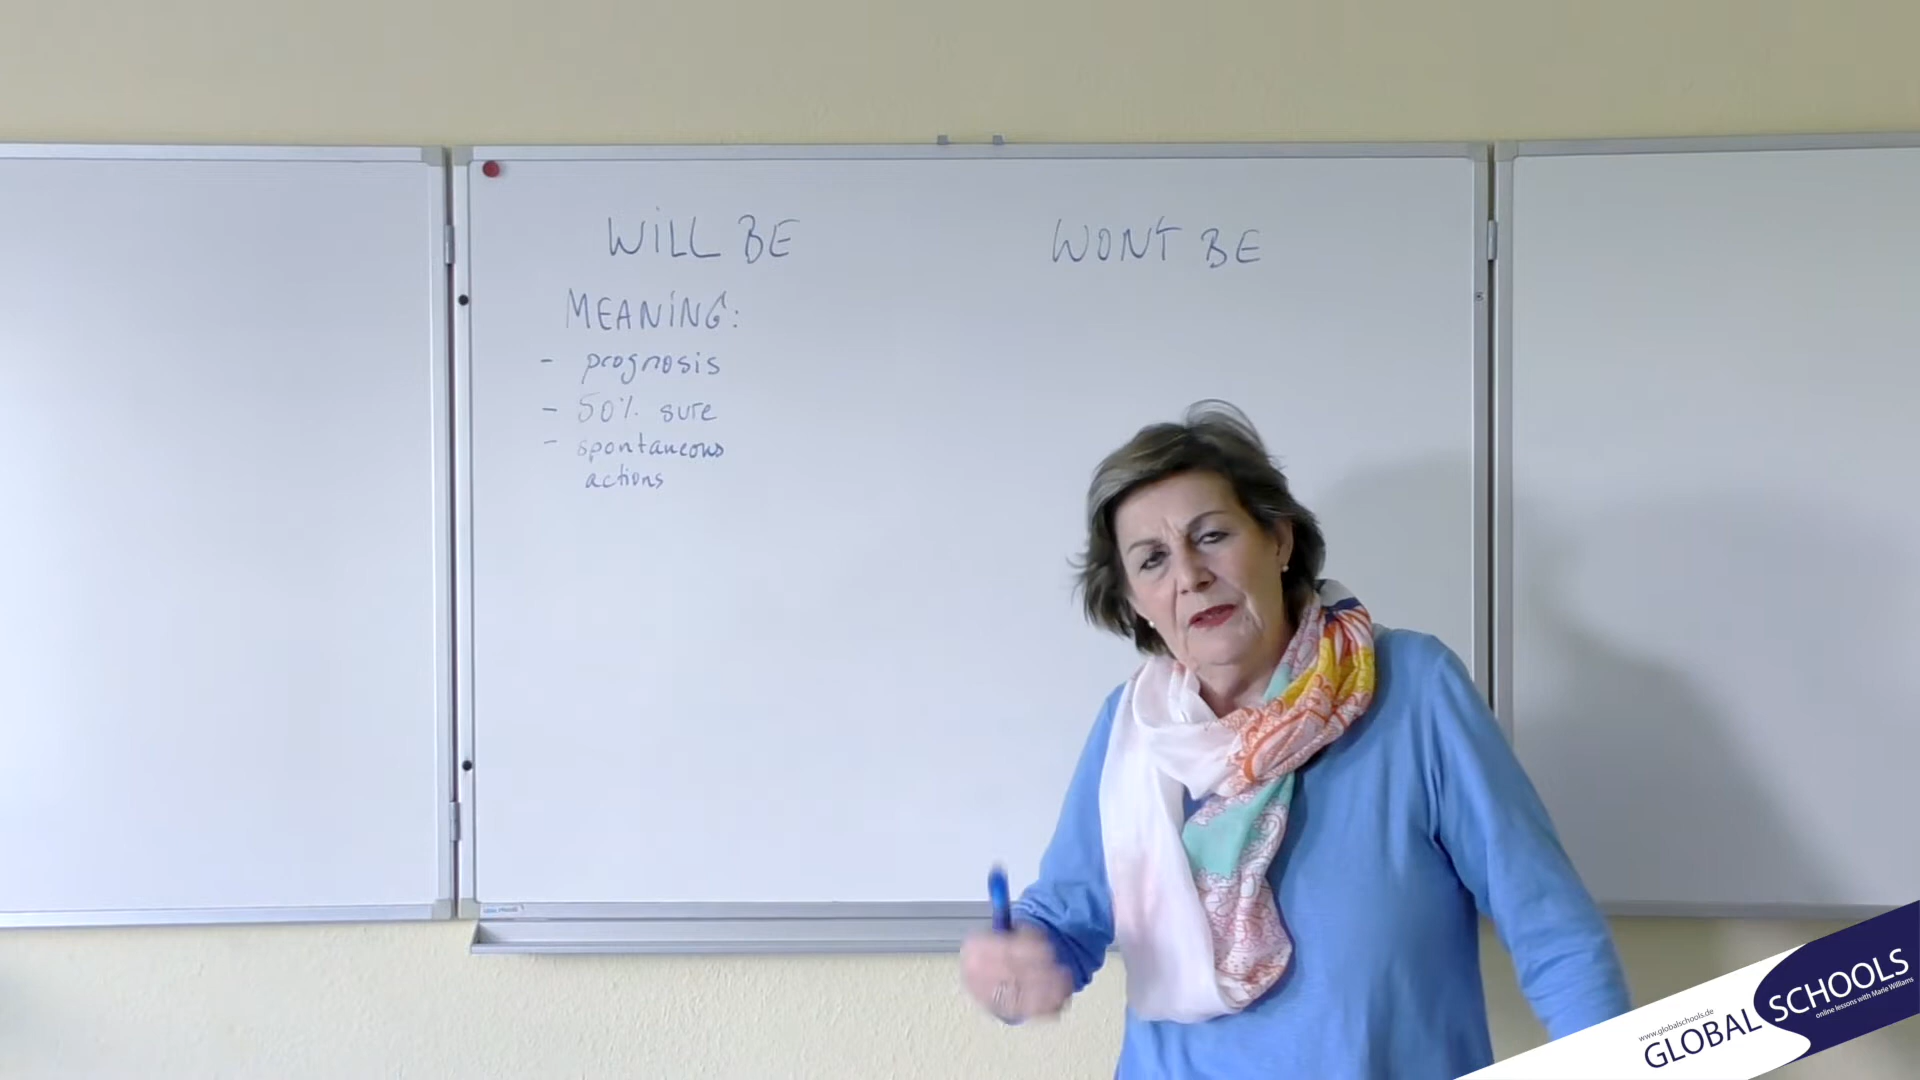 WILL BE
WON'T BE
MEANING:
- prognosis
- 50% sure
- spontaneous
actions
www.globalschools.de
GLOBAL SCHOOLS
online lessons with Marie Williams